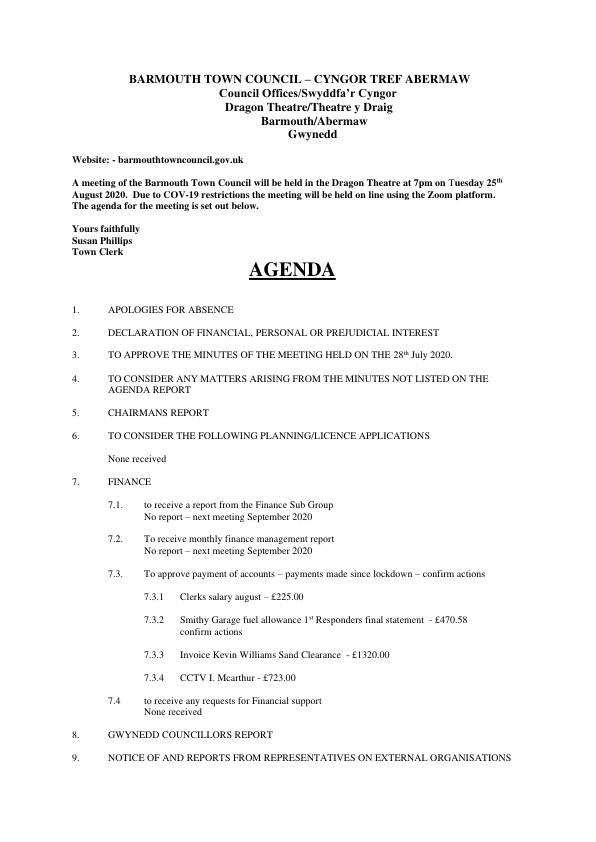 BARMOUTH TOWN COUNCIL – CYNGOR TREF ABERMAW
Council Offices/Swyddfa'r Cyngor
Dragon Theatre/Theatre y Draig
Barmouth/Abermaw
Gwynedd
Website: - barmouthtowncouncil.gov.uk
A meeting of the Barmouth Town Council will be held in the Dragon Theatre at 7pm on Tuesday 25th
August 2020. Due to COV-19 restrictions the meeting will be held on line using the Zoom platform.
The agenda for the meeting is set out below.
Yours faithfully
Susan Phillips
Town Clerk
AGENDA
1. APOLOGIES FOR ABSENCE
2. DECLARATION OF FINANCIAL, PERSONAL OR PREJUDICIAL INTEREST
3. TO APPROVE THE MINUTES OF THE MEETING HELD ON THE 28th July 2020.
4. TO CONSIDER ANY MATTERS ARISING FROM THE MINUTES NOT LISTED ON THE
AGENDA REPORT
5. CHAIRMANS REPORT
6. TO CONSIDER THE FOLLOWING PLANNING/LICENCE APPLICATIONS
None received
7. FINANCE
7.1. to receive a report from the Finance Sub Group
No report – next meeting September 2020
7.2. To receive monthly finance management report
No report – next meeting September 2020
7.3. To approve payment of accounts – payments made since lockdown – confirm actions
7.3.1 Clerks salary august – £225.00
7.3.2 Smithy Garage fuel allowance 1st Responders final statement - £470.58
confirm actions
7.3.3 Invoice Kevin Williams Sand Clearance - £1320.00
7.3.4 CCTV I. Mcarthur - £723.00
7.4 to receive any requests for Financial support
None received
8. GWYNEDD COUNCILLORS REPORT
9. NOTICE OF AND REPORTS FROM REPRESENTATIVES ON EXTERNAL ORGANISATIONS